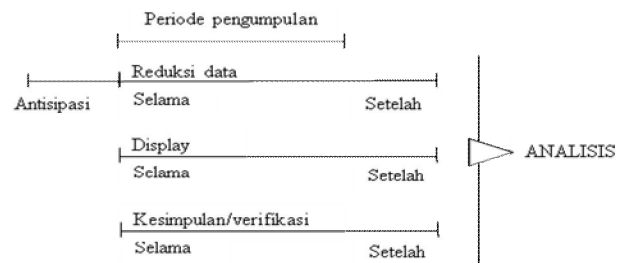 Periode pengumpulan
Reduksi data
Antisipasi Selama Setelah
Display
Selama Setelah
ANALISIS
Kesimpulan/verifikasi
Selama Setelah